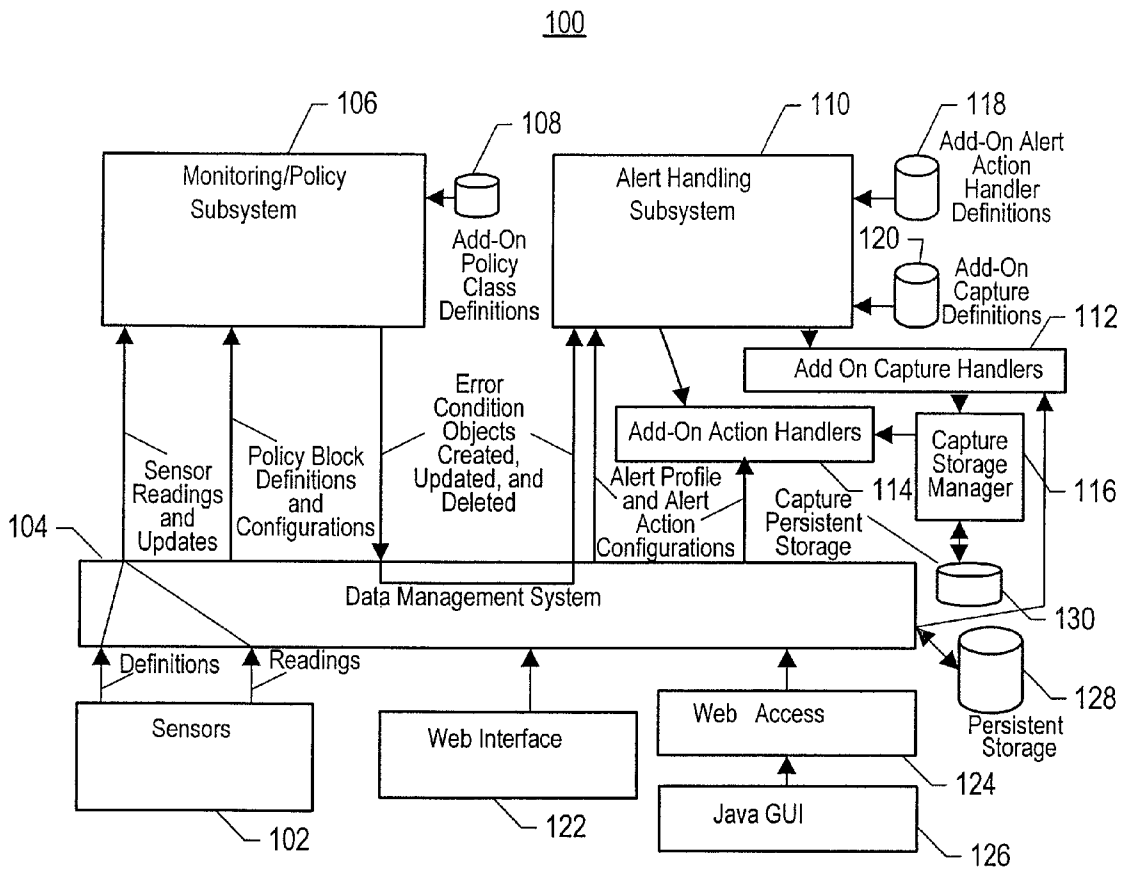 100
106
108
110
118
Monitoring/Policy
Subsystem
Add-On
Policy
Class
Definitions
Alert Handling
Subsystem
Add-On Alert
Action
Handler
Definitions
120
Add-On
Capture
Definitions
112
Add On Capture Handlers
Add-On Action Handlers
114
Capture
Storage
Manager
116
Sensor
Readings
and
Updates
Policy Block
Definitions
and
Configurations
Error
Condition
Objects
Created,
Updated, and
Deleted
Alert Profile
and Alert
Action
Configurations
Capture
Persistent
Storage
104
Data Management System
130
128
Persistent
Storage
Definitions
Readings
Sensors
102
Web Interface
122
Web Access
124
Java GUI
126